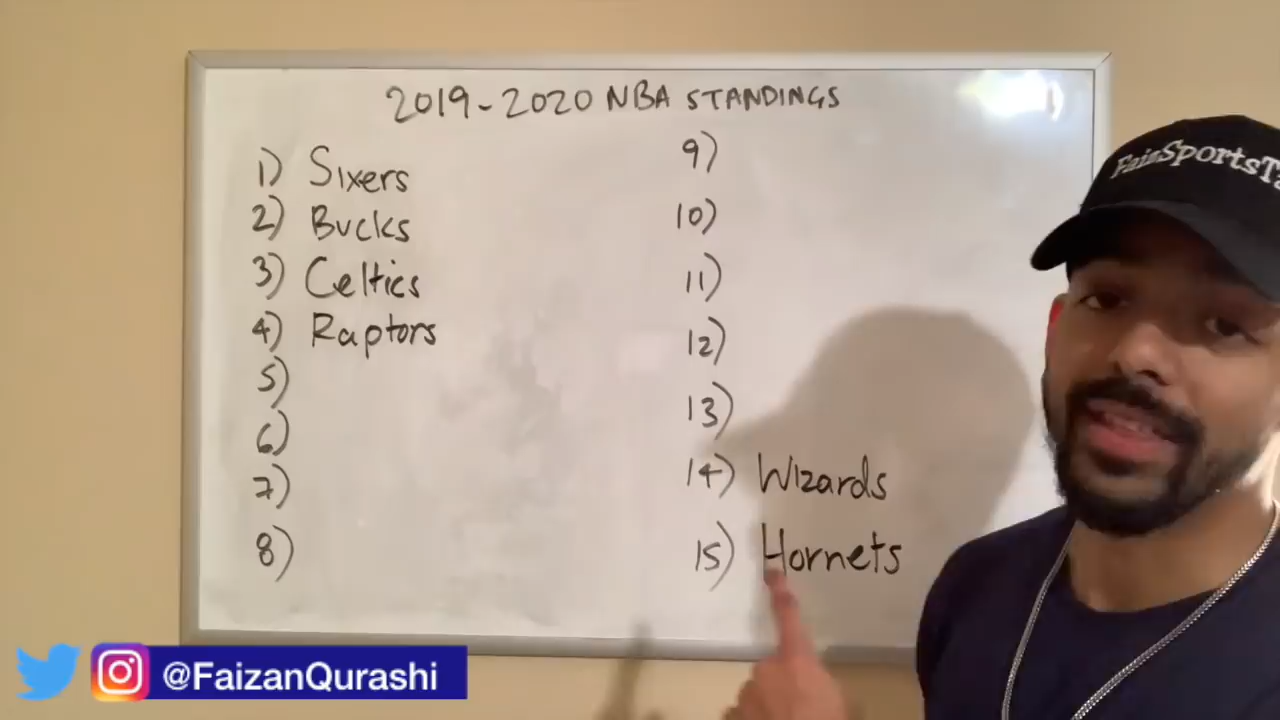 2019-2020 NBA STANDINGS
1) Sixers
2) Bucks
3) Celtics
4) Raptors
5)
6)
7)
8)
9)
10)
11)
12)
13)
14) Wizards
15) Hornets
@FaizanQurashi